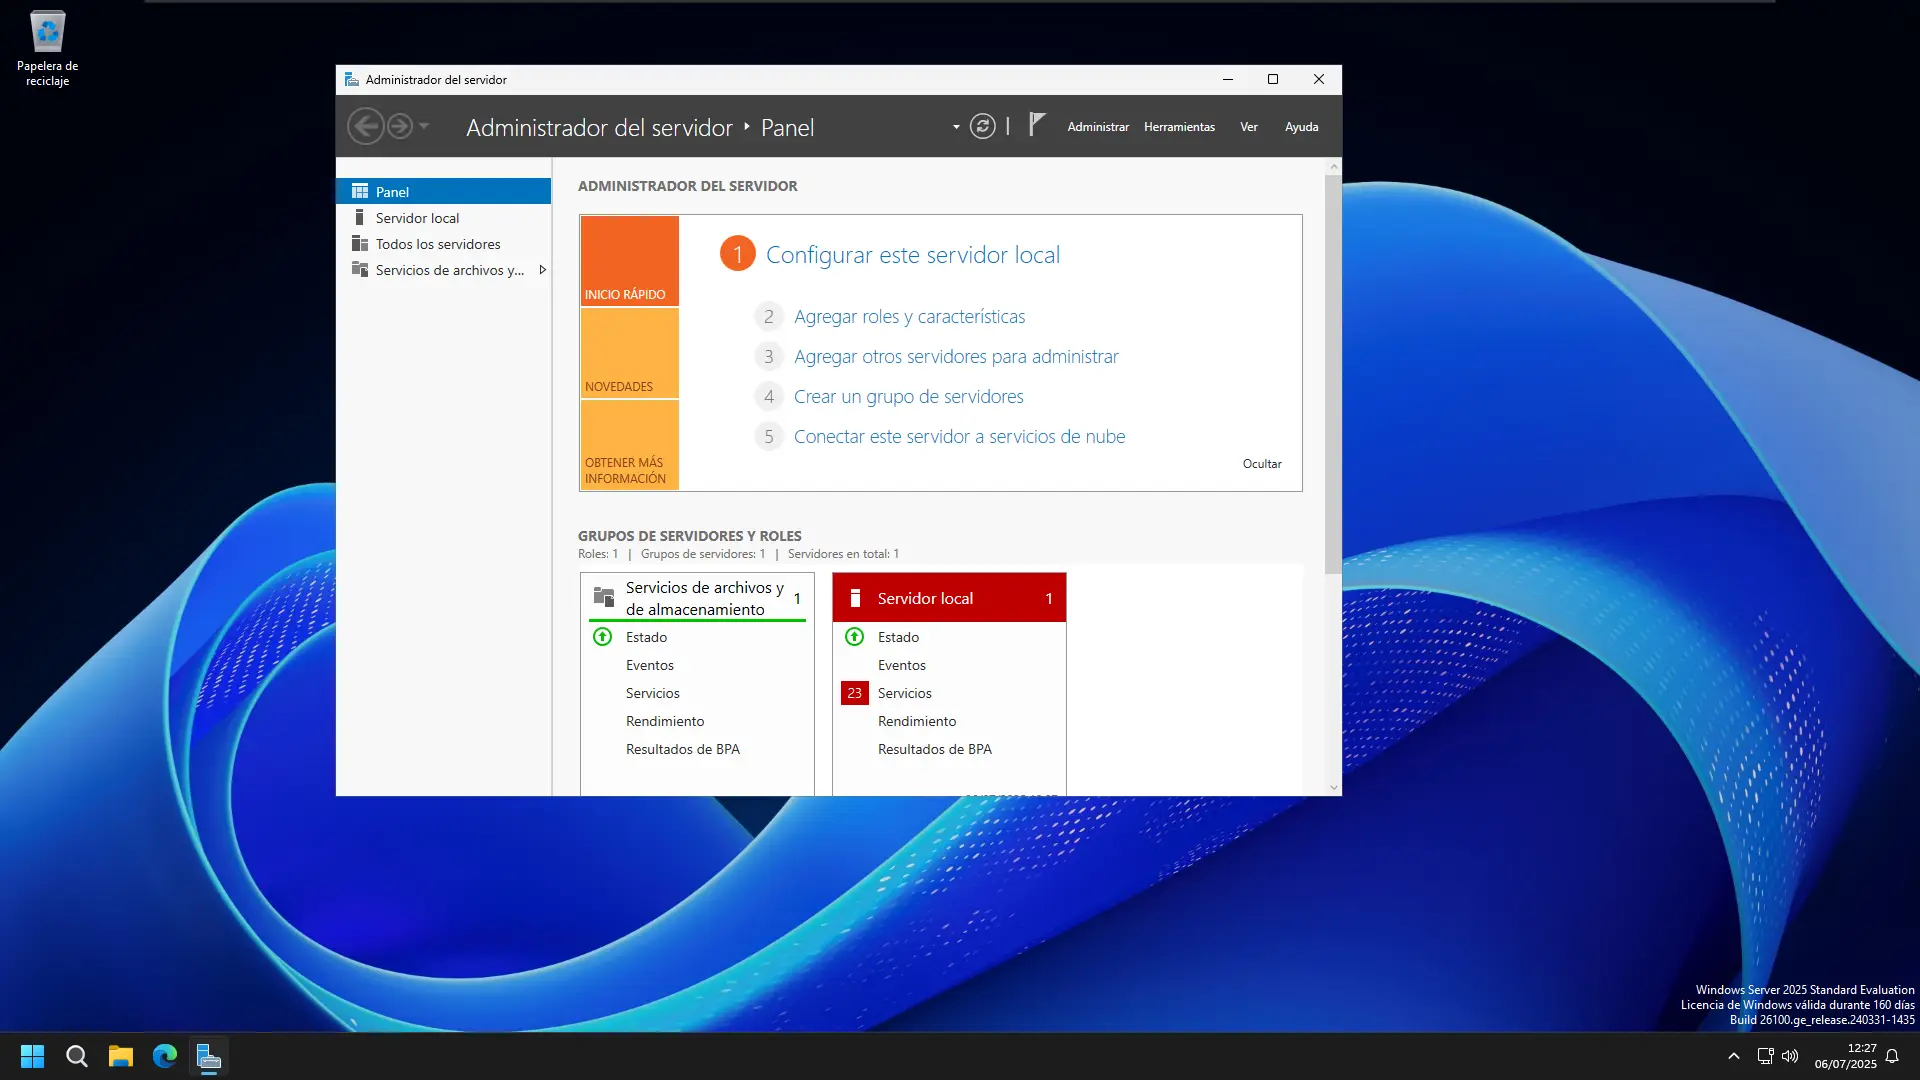 Papelera de
reciclaje
Administrador del servidor
Administrador del servidor Panel
Administrar Herramientas Ver Ayuda
Panel
Servidor local
Todos los servidores
Servicios de archivos y...
ADMINISTRADOR DEL SERVIDOR
INICIO RÁPIDO
NOVEDADES
OBTENER MÁS
INFORMACIÓN
1 Configurar este servidor local
2 Agregar roles y características
3 Agregar otros servidores para administrar
4 Crear un grupo de servidores
5 Conectar este servidor a servicios de nube
Ocultar
GRUPOS DE SERVIDORES Y ROLES
Roles: 1 | Grupos de servidores: 1 | Servidores en total: 1
Servicios de archivos y
de almacenamiento
1
Estado
Eventos
Servicios
Rendimiento
Resultados de BPA
Servidor local 1
Estado
Eventos
23 Servicios
Rendimiento
Resultados de BPA
Windows Server 2025 Standard Evaluation
Licencia de Windows válida durante 160 días
Build 26100.ge_release.240331-1435
12:27
06/07/2025